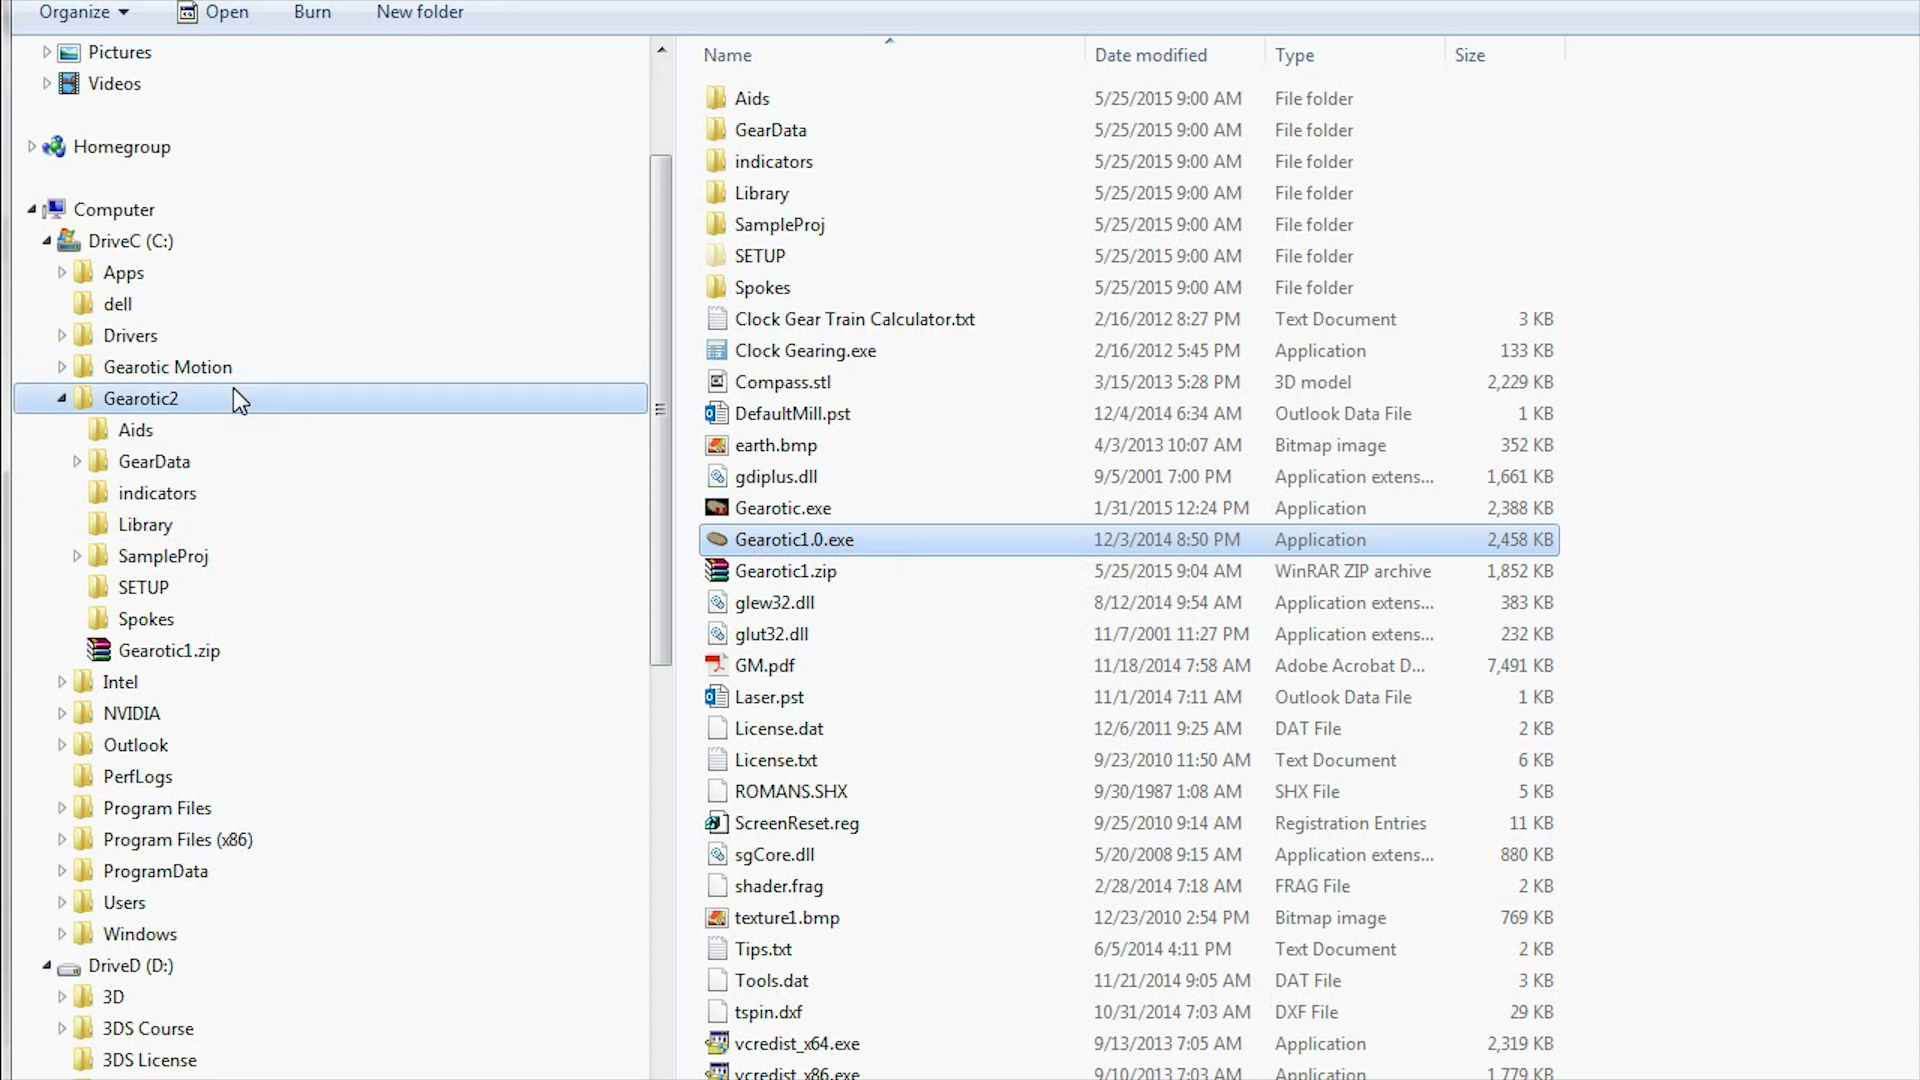 Organize Open Burn New folder
Pictures
Videos
Homegroup
Computer
DriveC (C:)
Apps
dell
Drivers
Gearotic Motion
Gearotic2
Aids
GearData
indicators
Library
SampleProj
SETUP
Spokes
Gearotic1.zip
Intel
NVIDIA
Outlook
PerfLogs
Program Files
Program Files (x86)
ProgramData
Users
Windows
DriveD (D:)
3D
3DS Course
3DS License
Name Date modified Type Size
Aids 5/25/2015 9:00 AM File folder
GearData 5/25/2015 9:00 AM File folder
indicators 5/25/2015 9:00 AM File folder
Library 5/25/2015 9:00 AM File folder
SampleProj 5/25/2015 9:00 AM File folder
SETUP 5/25/2015 9:00 AM File folder
Spokes 5/25/2015 9:00 AM File folder
Clock Gear Train Calculator.txt 2/16/2012 8:27 PM Text Document 3 KB
Clock Gearing.exe 2/16/2012 5:45 PM Application 133 KB
Compass.stl 3/15/2013 5:28 PM 3D model 2,229 KB
DefaultMill.pst 12/4/2014 6:34 AM Outlook Data File 1 KB
earth.bmp 4/3/2013 10:07 AM Bitmap image 352 KB
gdiplus.dll 9/5/2001 7:00 PM Application extens... 1,661 KB
Gearotic.exe 1/31/2015 12:24 PM Application 2,388 KB
Gearotic1.0.exe 12/3/2014 8:50 PM Application 2,458 KB
Gearotic1.zip 5/25/2015 9:04 AM WinRAR ZIP archive 1,852 KB
glew32.dll 8/12/2014 9:54 AM Application extens... 383 KB
glut32.dll 11/7/2001 11:27 PM Application extens... 232 KB
GM.pdf 11/18/2014 7:58 AM Adobe Acrobat D... 7,491 KB
Laser.pst 11/1/2014 7:11 AM Outlook Data File 1 KB
License.dat 12/6/2011 9:25 AM DAT File 2 KB
License.txt 9/23/2010 11:50 AM Text Document 6 KB
ROMANS.SHX 9/30/1987 1:08 AM SHX File 5 KB
ScreenReset.reg 9/25/2010 9:14 AM Registration Entries 11 KB
sgCore.dll 5/20/2008 9:15 AM Application extens... 880 KB
shader.frag 2/28/2014 7:18 AM FRAG File 2 KB
texture1.bmp 12/23/2010 2:54 PM Bitmap image 769 KB
Tips.txt 6/5/2014 4:11 PM Text Document 2 KB
Tools.dat 11/21/2014 9:05 AM DAT File 3 KB
tspin.dxf 10/31/2014 7:03 AM DXF File 29 KB
vcredist_x64.exe 9/13/2013 7:05 AM Application 2,319 KB
vcredist_x86.exe 9/10/2013 7:03 AM Application 1,779 KB